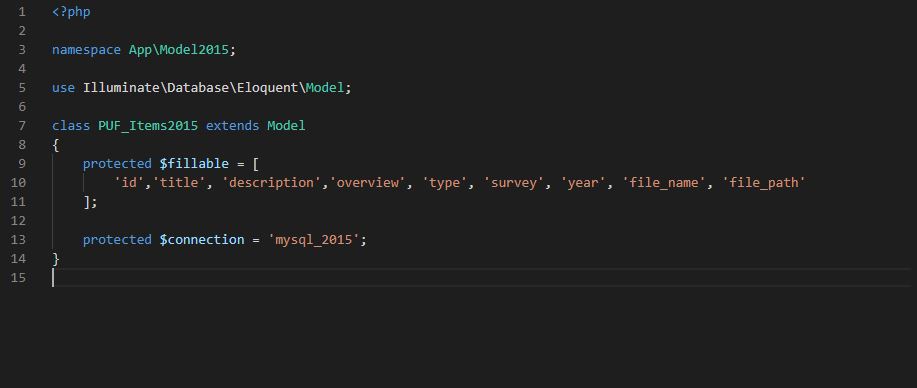 1 <?php
2
3 namespace App\Model2015;
4
5 use Illuminate\Database\Eloquent\Model;
6
7 class PUF_Items2015 extends Model
8 {
9 protected $fillable = [
10 'id','title', 'description','overview', 'type', 'survey', 'year', 'file_name', 'file_path'
11 ];
12
13 protected $connection = 'mysql_2015';
14 }
15